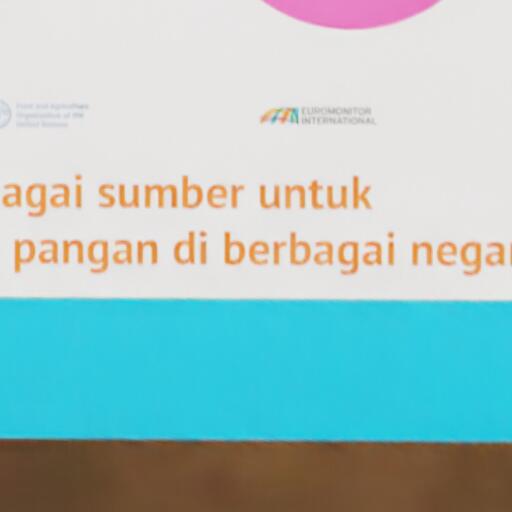 Food and Agriculture
Organization of the
United Nations
EUROMONITOR
INTERNATIONAL
agai sumber untuk
pangan di berbagai negar